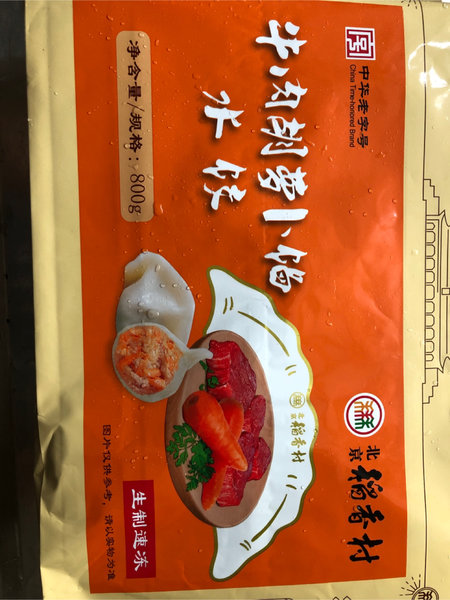 中华老字号
China Time-honored Brand
牛肉胡萝卜馅
水饺
净含量/规格：800g
北京
稻香村
北京
稻香村
生制速冻
图片仅供参考，请以实物为准